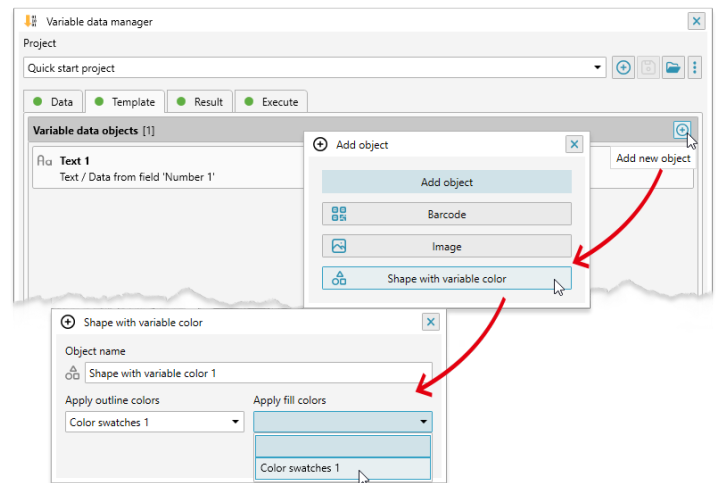 Variable data manager
Project
Quick start project
Data Template Result Execute
Variable data objects [1]
Text 1
Text / Data from field 'Number 1'
Add new object
Add object
Add object
Barcode
Image
Shape with variable color
Shape with variable color
Object name
Shape with variable color 1
Apply outline colors Apply fill colors
Color swatches 1
Color swatches 1